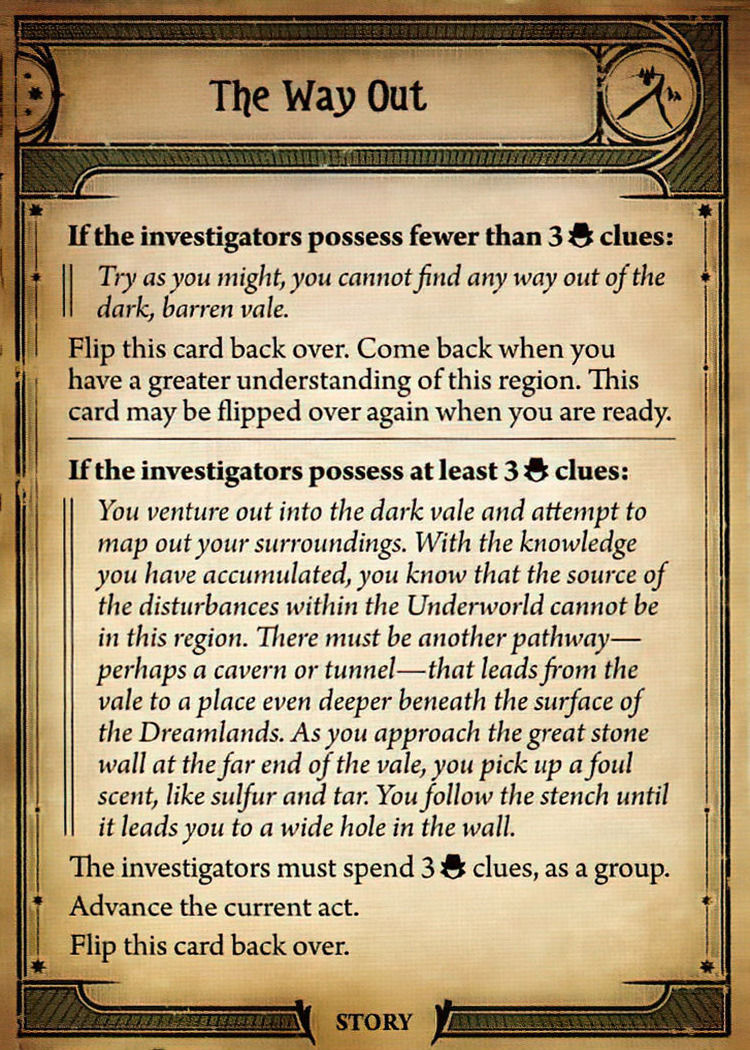 The Way Out
If the investigators possess fewer than 3 clues:
Try as you might, you cannot find any way out of the
dark, barren vale.
Flip this card back over. Come back when you
have a greater understanding of this region. This
card may be flipped over again when you are ready.
If the investigators possess at least 3 clues:
You venture out into the dark vale and attempt to
map out your surroundings. With the knowledge
you have accumulated, you know that the source of
the disturbances within the Underworld cannot be
in this region. There must be another pathway—
perhaps a cavern or tunnel—that leads from the
vale to a place even deeper beneath the surface of
the Dreamlands. As you approach the great stone
wall at the far end of the vale, you pick up a foul
scent, like sulfur and tar. You follow the stench until
it leads you to a wide hole in the wall.
The investigators must spend 3 clues, as a group.
Advance the current act.
Flip this card back over.
STORY